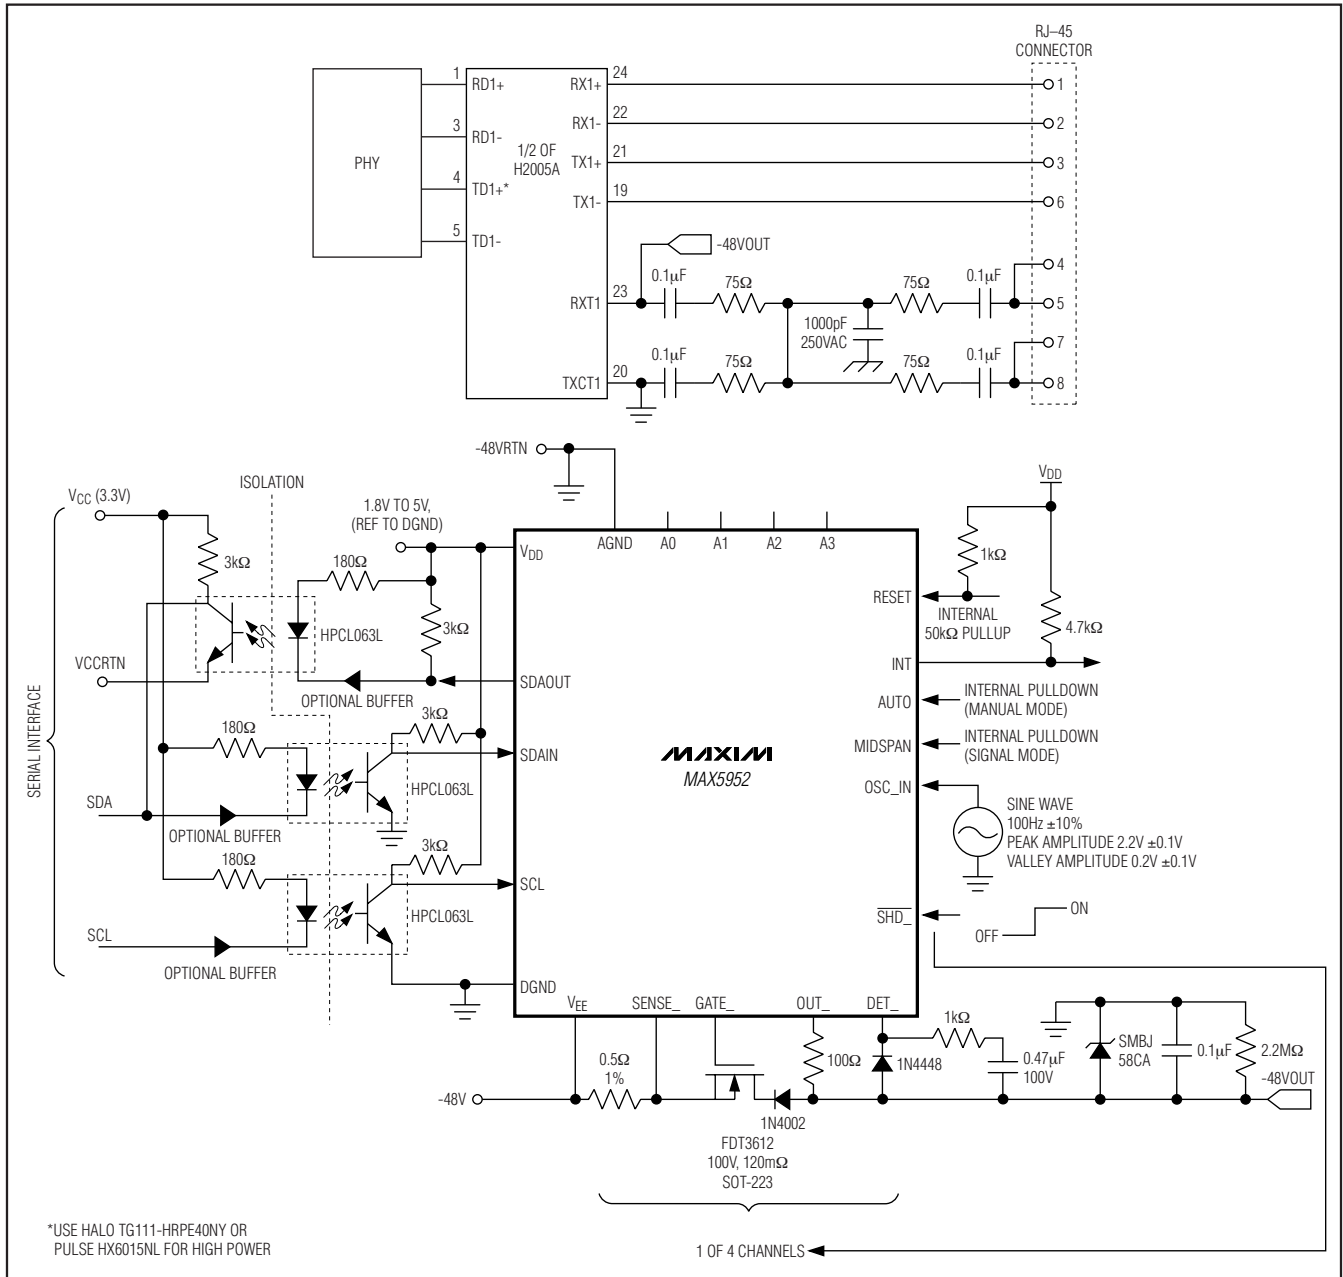 RJ–45
CONNECTOR
PHY
1
3
4
5
RD1+
RD1-
TD1+*
TD1-
1/2 OF
H2005A
RX1+
RX1-
TX1+
TX1-
RXT1
TXCT1
24
22
21
19
23
20
1
2
3
6
4
5
7
8
-48VOUT
0.1µF
75Ω
75Ω
0.1µF
1000pF
250VAC
0.1µF
75Ω
75Ω
0.1µF
-48VRTN
ISOLATION
VCC (3.3V)
1.8V TO 5V,
(REF TO DGND)
3kΩ
180Ω
3kΩ
HPCL063L
VCCRTN
OPTIONAL BUFFER
SERIAL INTERFACE
180Ω
3kΩ
HPCL063L
SDA
OPTIONAL BUFFER
180Ω
3kΩ
HPCL063L
SCL
OPTIONAL BUFFER
AGND
A0
A1
A2
A3
VDD
SDAOUT
SDAIN
SCL
DGND
MAXIM
MAX5952
RESET
INT
AUTO
MIDSPAN
OSC_IN
SHD_
VEE
SENSE_
GATE_
OUT_
DET_
VDD
1kΩ
INTERNAL
50kΩ PULLUP
4.7kΩ
INTERNAL PULLDOWN
(MANUAL MODE)
INTERNAL PULLDOWN
(SIGNAL MODE)
SINE WAVE
100Hz ±10%
PEAK AMPLITUDE 2.2V ±0.1V
VALLEY AMPLITUDE 0.2V ±0.1V
OFF
ON
0.5Ω
1%
-48V
100Ω
1N4448
1kΩ
0.47µF
100V
SMBJ
58CA
0.1µF
2.2MΩ
-48VOUT
1N4002
FDT3612
100V, 120mΩ
SOT-223
1 OF 4 CHANNELS
*USE HALO TG111-HRPE40NY OR
PULSE HX6015NL FOR HIGH POWER